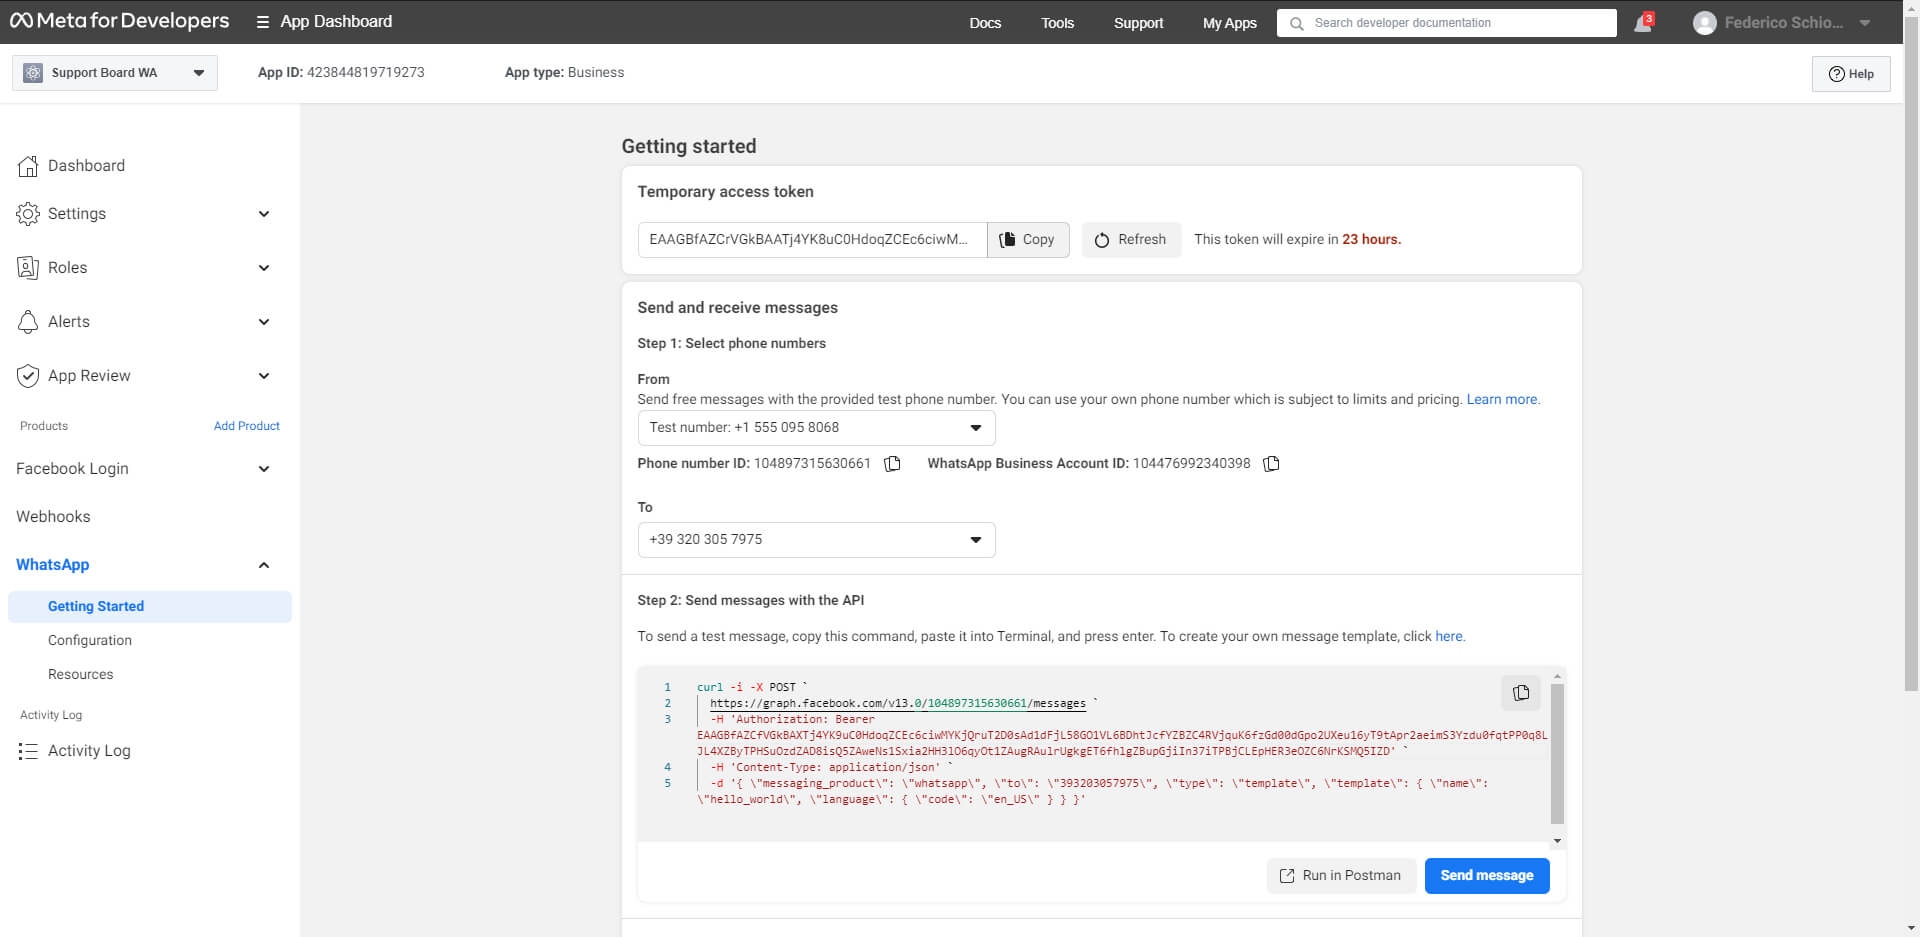 Meta for Developers
App Dashboard
Docs
Tools
Support
My Apps
Search developer documentation
3
Federico Schio...
Support Board WA
App ID: 423844819719273
App type: Business
Help
Dashboard
Settings
Roles
Alerts
App Review
Products
Add Product
Facebook Login
Webhooks
WhatsApp
Getting Started
Configuration
Resources
Activity Log
Activity Log
Getting started
Temporary access token
EAAGBfAZCrVGkBAATj4YK8uC0HdoqZCEc6ciwM...
Copy
Refresh
This token will expire in 23 hours.
Send and receive messages
Step 1: Select phone numbers
From
Send free messages with the provided test phone number. You can use your own phone number which is subject to limits and pricing. Learn more.
Test number: +1 555 095 8068
Phone number ID: 104897315630661
WhatsApp Business Account ID: 104476992340398
To
+39 320 305 7975
Step 2: Send messages with the API
To send a test message, copy this command, paste it into Terminal, and press enter. To create your own message template, click here.
1 curl -i -X POST `
2 https://graph.facebook.com/v13.0/104897315630661/messages `
3 -H 'Authorization: Bearer
4 -H 'Content-Type: application/json' `
5 -d '{ \"messaging_product\": \"whatsapp\", \"to\": \"393203057975\", \"type\": \"template\", \"template\": { \"name\":
\"hello_world\", \"language\": { \"code\": \"en_US\" } } }'
Run in Postman
Send message